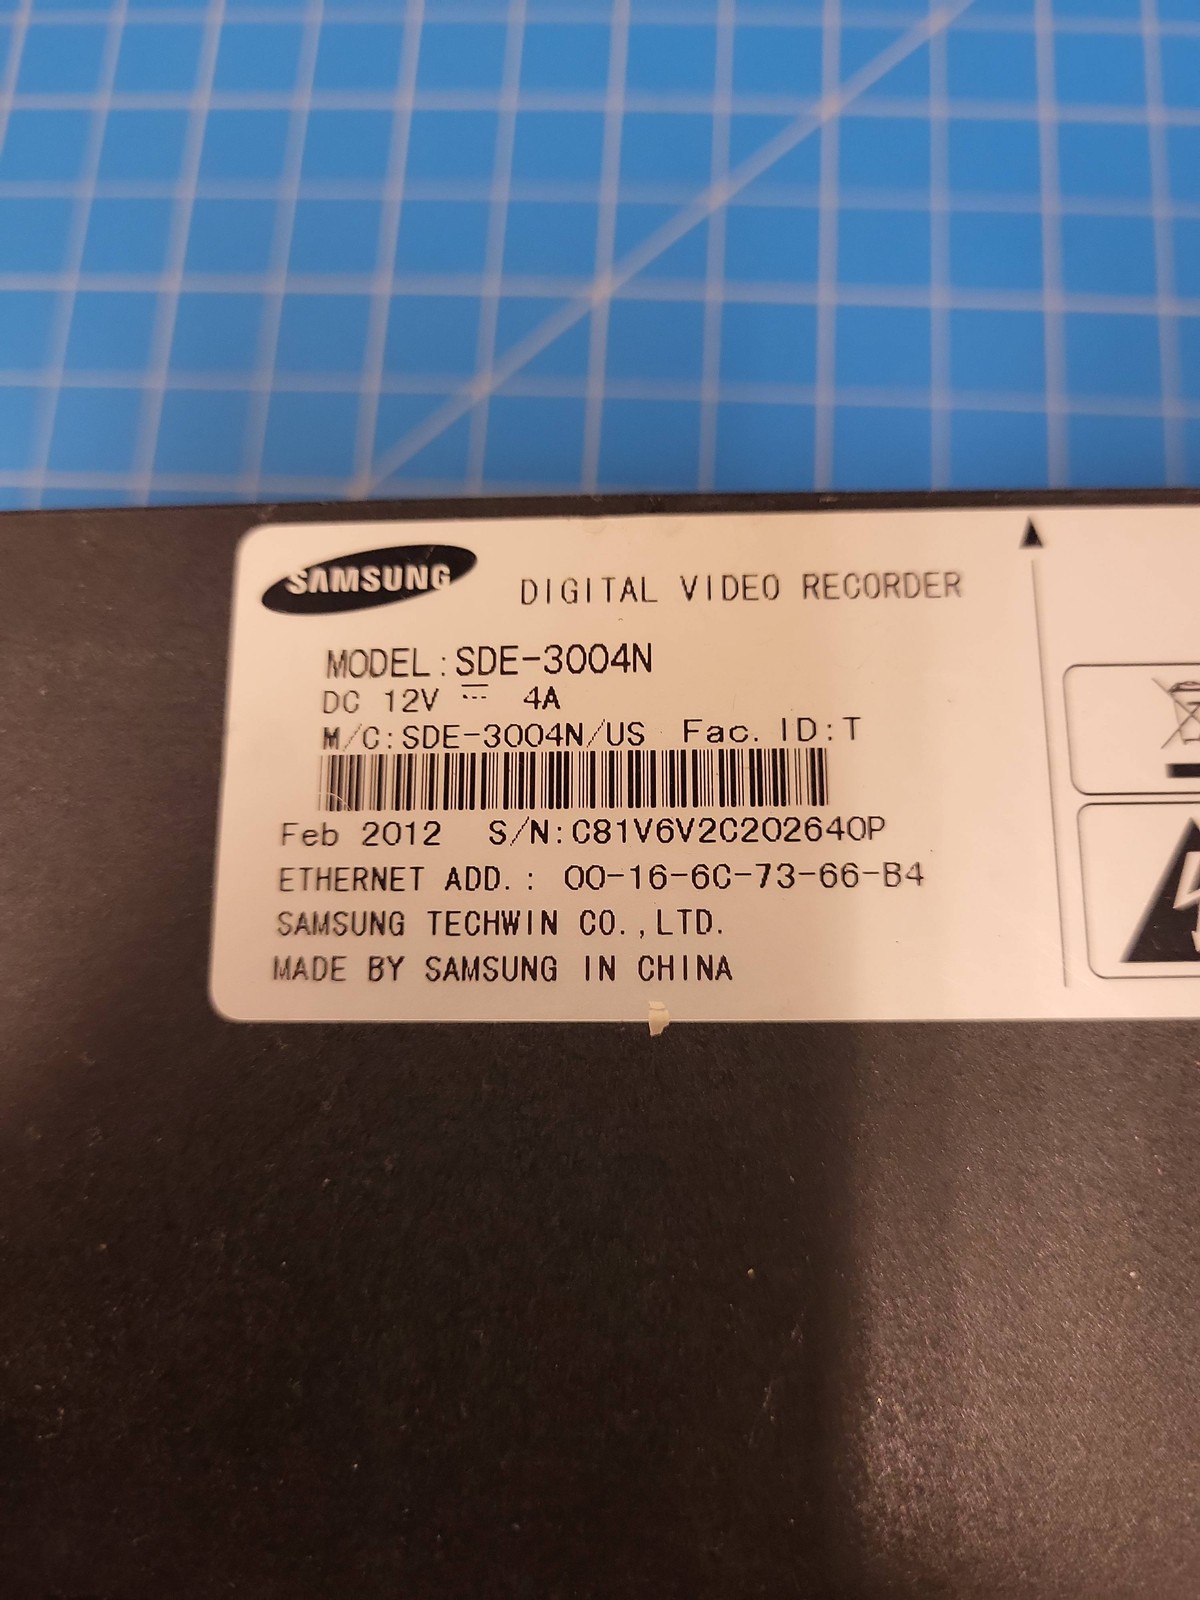 SAMSUNG
DIGITAL VIDEO RECORDER
MODEL:SDE-3004N
DC 12V ⎓ 4A
M/C:SDE-3004N/US Fac. ID:T
Feb 2012 S/N:C81V6V2C202640P
ETHERNET ADD.: 00-16-6C-73-66-B4
SAMSUNG TECHWIN CO.,LTD.
MADE BY SAMSUNG IN CHINA